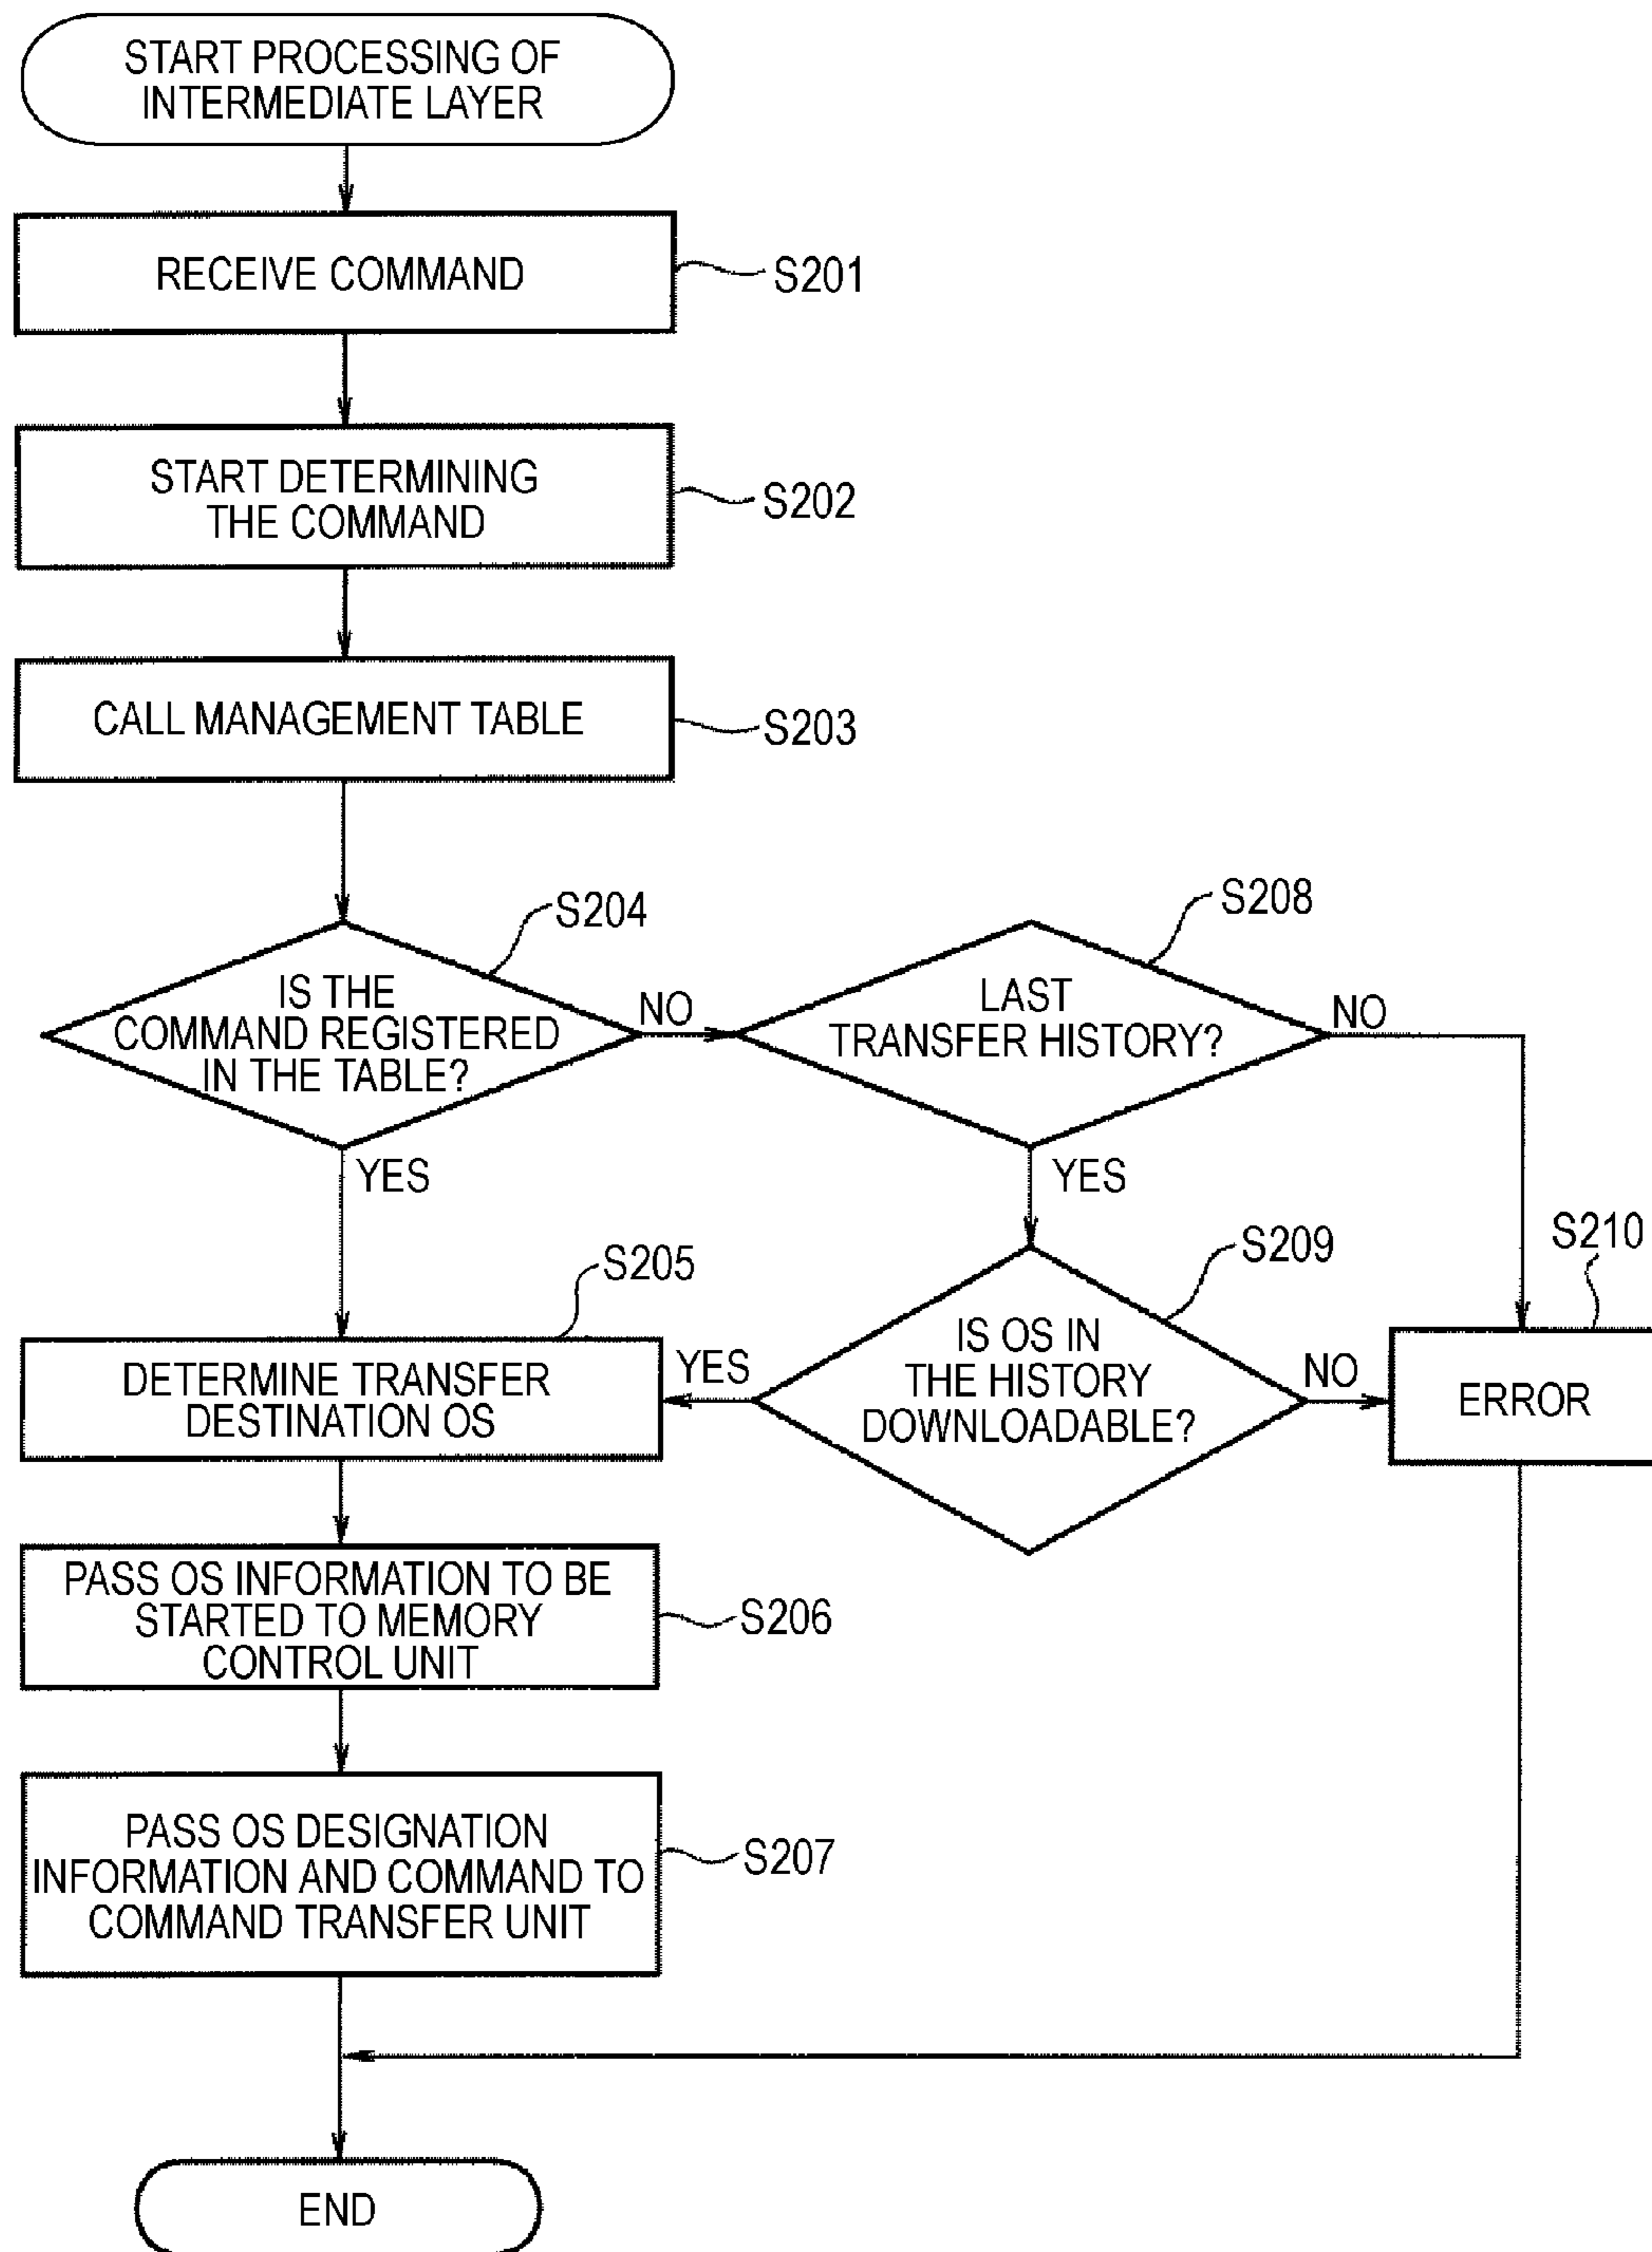 START PROCESSING OF
INTERMEDIATE LAYER
RECEIVE COMMAND
S201
START DETERMINING
THE COMMAND
S202
CALL MANAGEMENT TABLE
S203
S204
IS THE
COMMAND REGISTERED
IN THE TABLE?
NO
YES
S208
LAST
TRANSFER HISTORY?
NO
YES
S205
DETERMINE TRANSFER
DESTINATION OS
YES
S209
IS OS IN
THE HISTORY
DOWNLOADABLE?
NO
S210
ERROR
PASS OS INFORMATION TO BE
STARTED TO MEMORY
CONTROL UNIT
S206
PASS OS DESIGNATION
INFORMATION AND COMMAND TO
COMMAND TRANSFER UNIT
S207
END